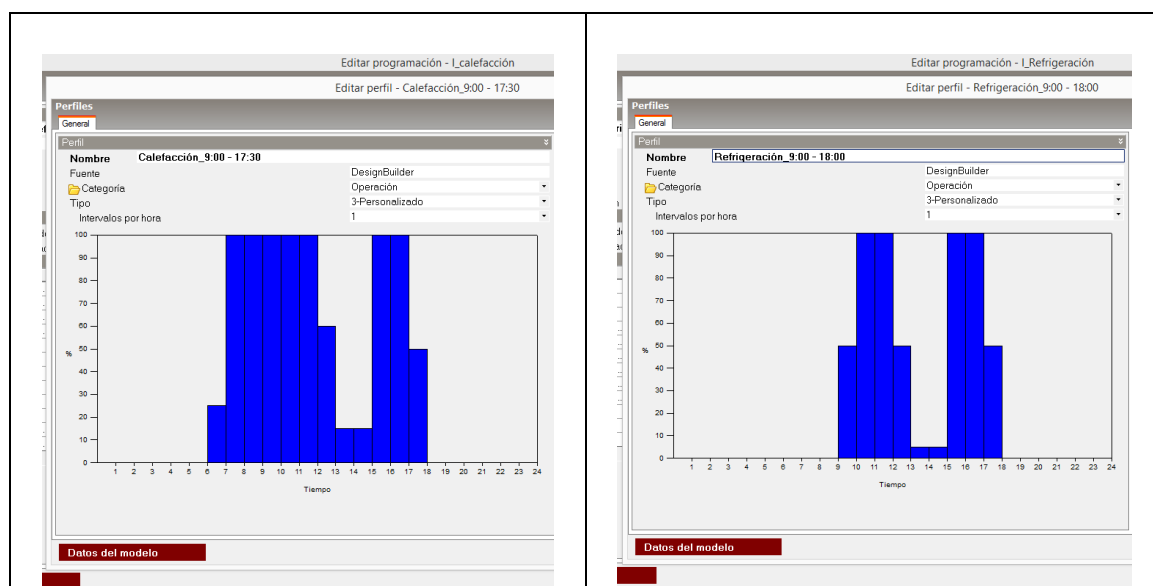 Editar programación - I_calefacción
Editar perfil - Calefacción_9:00 - 17:30
Perfiles
General
Perfil
Nombre Calefacción_9:00 - 17:30
Fuente DesignBuilder
Categoría Operación
Tipo 3-Personalizado
Intervalos por hora 1
100
90
80
70
60
% 50
40
30
20
10
0
1 2 3 4 5 6 7 8 9 10 11 12 13 14 15 16 17 18 19 20 21 22 23 24
Tiempo
Datos del modelo
Editar programación - I_Refrigeración
Editar perfil - Refrigeración_9:00 - 18:00
Perfiles
General
Perfil
Nombre Refrigeración_9:00 - 18:00
Fuente DesignBuilder
Categoría Operación
Tipo 3-Personalizado
Intervalos por hora 1
100
90
80
70
60
% 50
40
30
20
10
0
1 2 3 4 5 6 7 8 9 10 11 12 13 14 15 16 17 18 19 20 21 22 23 24
Tiempo
Datos del modelo